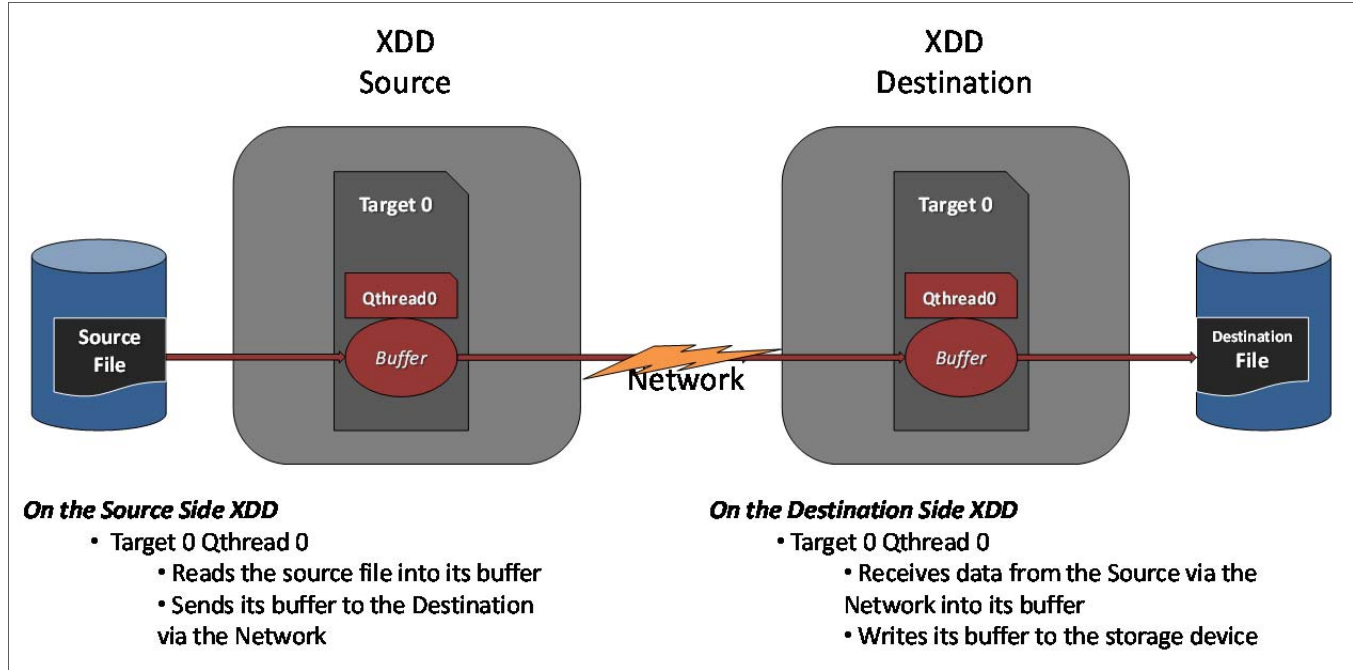 XDD
Source
XDD
Destination
Target 0
Target 0
Qthread0
Qthread0
Source
File
Buffer
Network
Buffer
Destination
File
On the Source Side XDD
• Target 0 Qthread 0
• Reads the source file into its buffer
• Sends its buffer to the Destination
via the Network
On the Destination Side XDD
• Target 0 Qthread 0
• Receives data from the Source via the
Network into its buffer
• Writes its buffer to the storage device